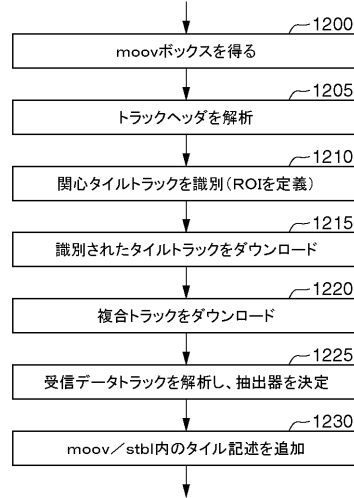 1200
moovボックスを得る
1205
トラックヘッダを解析
1210
関心タイルトラックを識別(ROIを定義)
1215
識別されたタイルトラックをダウンロード
1220
複合トラックをダウンロード
1225
受信データトラックを解析し、抽出器を決定
1230
moov/stbl内のタイル記述を追加